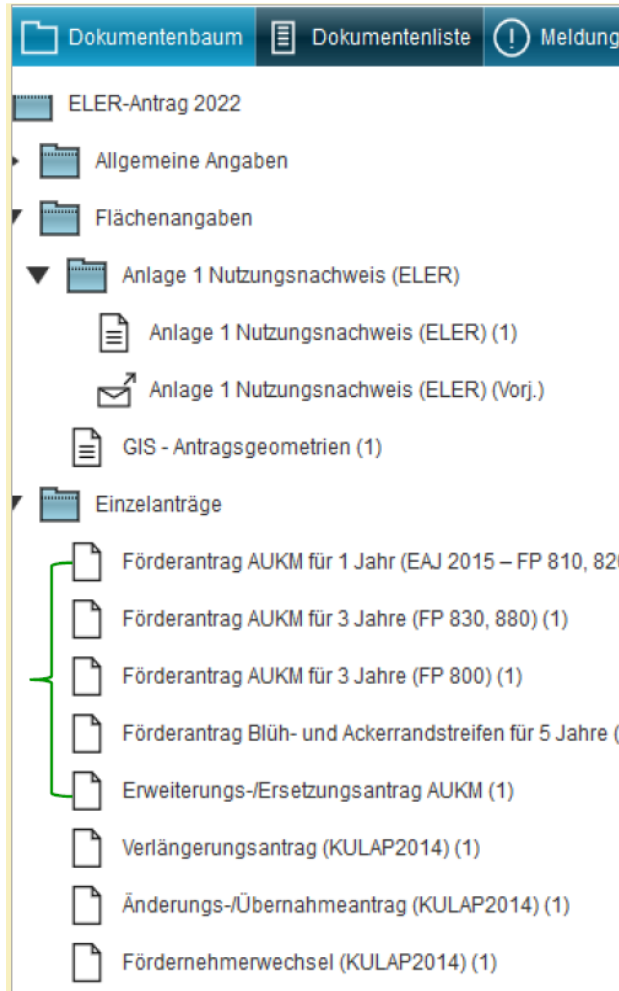 Dokumentenbaum Dokumentenliste Meldung
ELER-Antrag 2022
Allgemeine Angaben
Flächenangaben
Anlage 1 Nutzungsnachweis (ELER)
Anlage 1 Nutzungsnachweis (ELER) (1)
Anlage 1 Nutzungsnachweis (ELER) (Vorj.)
GIS - Antragsgeometrien (1)
Einzelanträge
Förderantrag AUKM für 1 Jahr (EAJ 2015 – FP 810, 820
Förderantrag AUKM für 3 Jahre (FP 830, 880) (1)
Förderantrag AUKM für 3 Jahre (FP 800) (1)
Förderantrag Blüh- und Ackerrandstreifen für 5 Jahre (
Erweiterungs-/Ersetzungsantrag AUKM (1)
Verlängerungsantrag (KULAP2014) (1)
Änderungs-/Übernahmeantrag (KULAP2014) (1)
Fördernehmerwechsel (KULAP2014) (1)